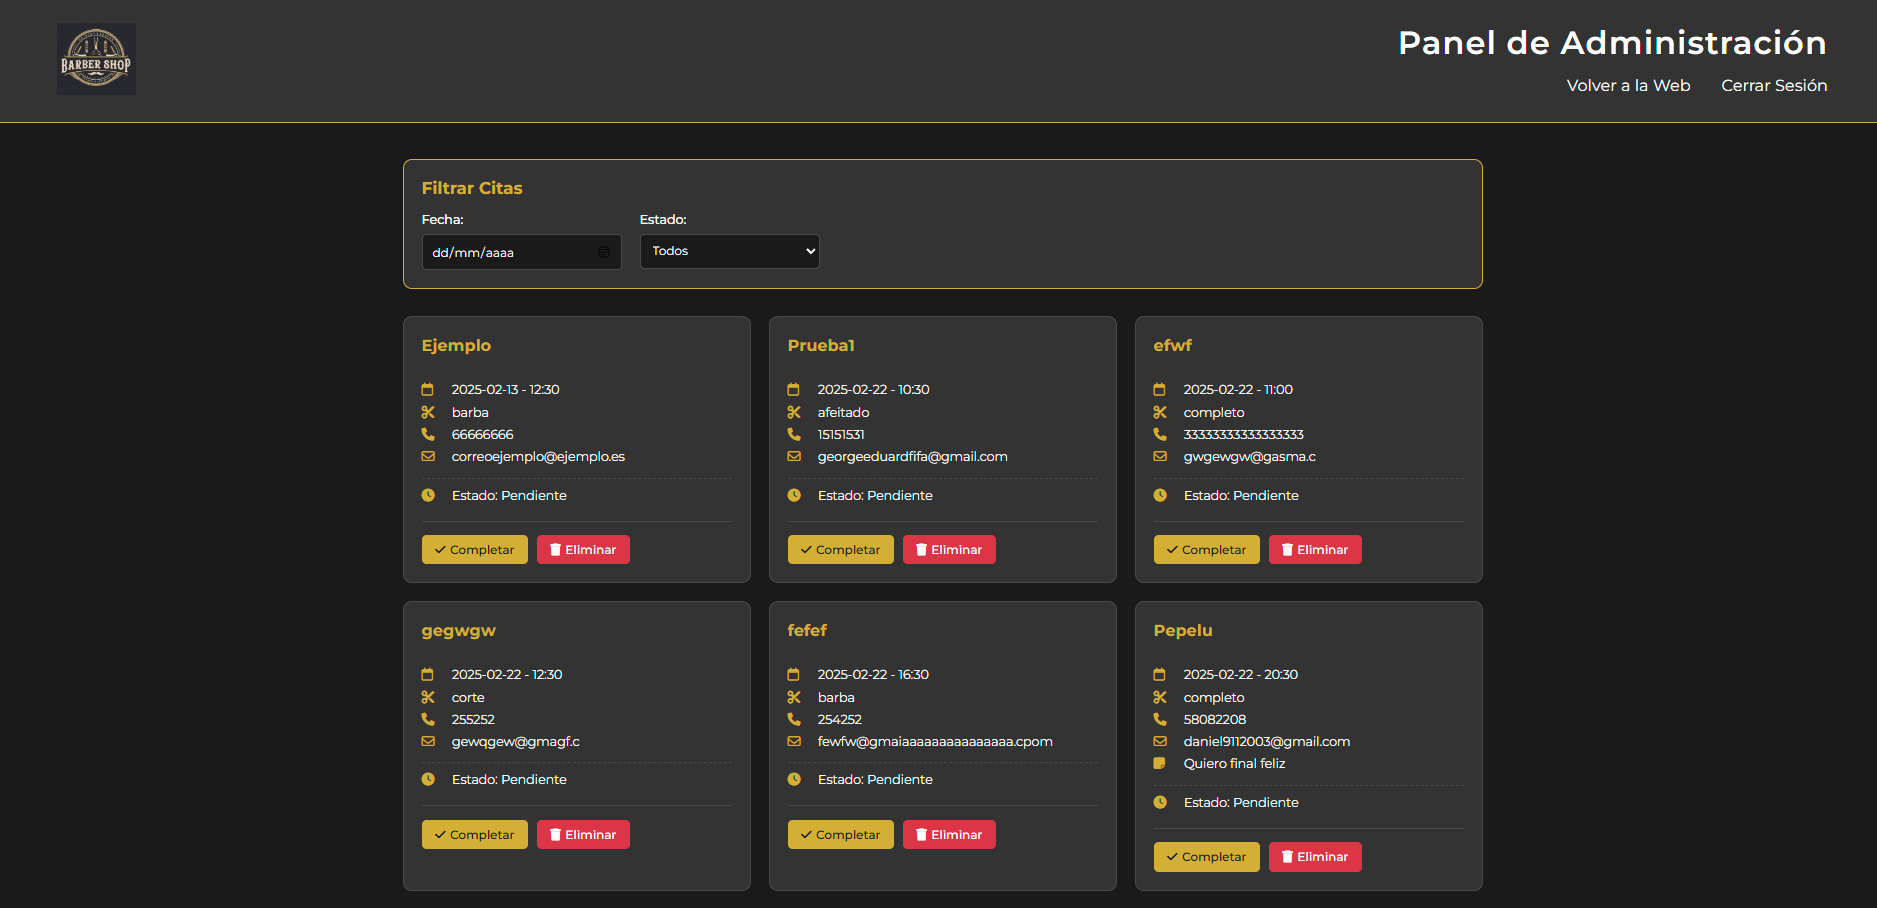 BARBER SHOP
Panel de Administración
Volver a la Web Cerrar Sesión
Filtrar Citas
Fecha: Estado:
dd/mm/aaaa Todos
Ejemplo
2025-02-13 - 12:30
barba
66666666
correoejemplo@ejemplo.es
Estado: Pendiente
Completar Eliminar
Prueba1
2025-02-22 - 10:30
afeitado
15151531
georgeeduardfifa@gmail.com
Estado: Pendiente
Completar Eliminar
efwf
2025-02-22 - 11:00
completo
33333333333333333
gwgewgw@gasma.c
Estado: Pendiente
Completar Eliminar
gegwgw
2025-02-22 - 12:30
corte
255252
gewqgew@gmagf.c
Estado: Pendiente
Completar Eliminar
fefef
2025-02-22 - 16:30
barba
254252
fewfw@gmaiaaaaaaaaaaaaaaa.cpom
Estado: Pendiente
Completar Eliminar
Pepelu
2025-02-22 - 20:30
completo
58082208
daniel9112003@gmail.com
Quiero final feliz
Estado: Pendiente
Completar Eliminar